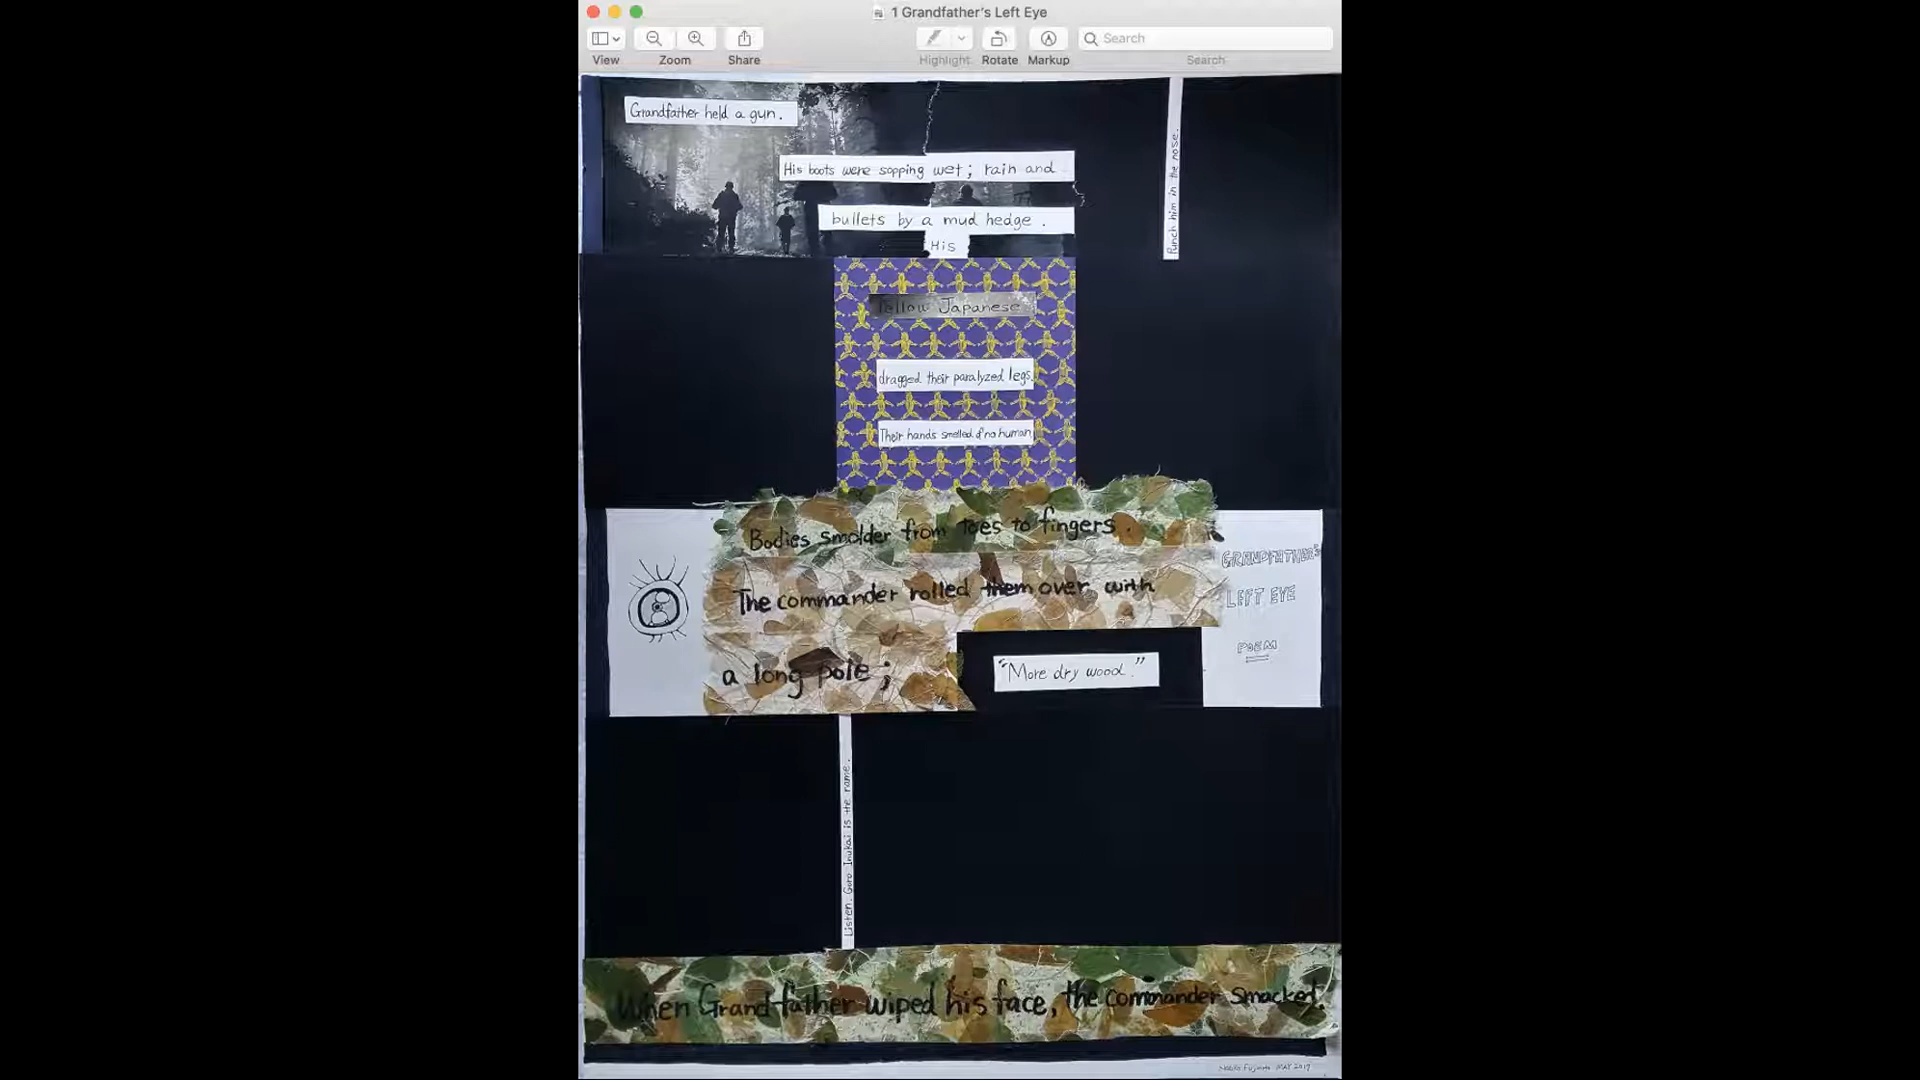 1 Grandfather's Left Eye
View
Zoom
Share
Highlight
Rotate
Markup
Search
Search
Grandfather held a gun.
His boots were sopping wet; rain and
bullets by a mud hedge.
His
Punch him in the nose.
fellow Japanese
dragged their paralyzed legs.
Their hands smelled of no human
Bodies smolder from toes to fingers.
The commander rolled them over with
a long pole;
"More dry wood."
GRANDFATHER'S
LEFT EYE
POEM
Listen. Goro Inukai is the name.
When Grandfather wiped his face, the commander smacked.
MAY 2017